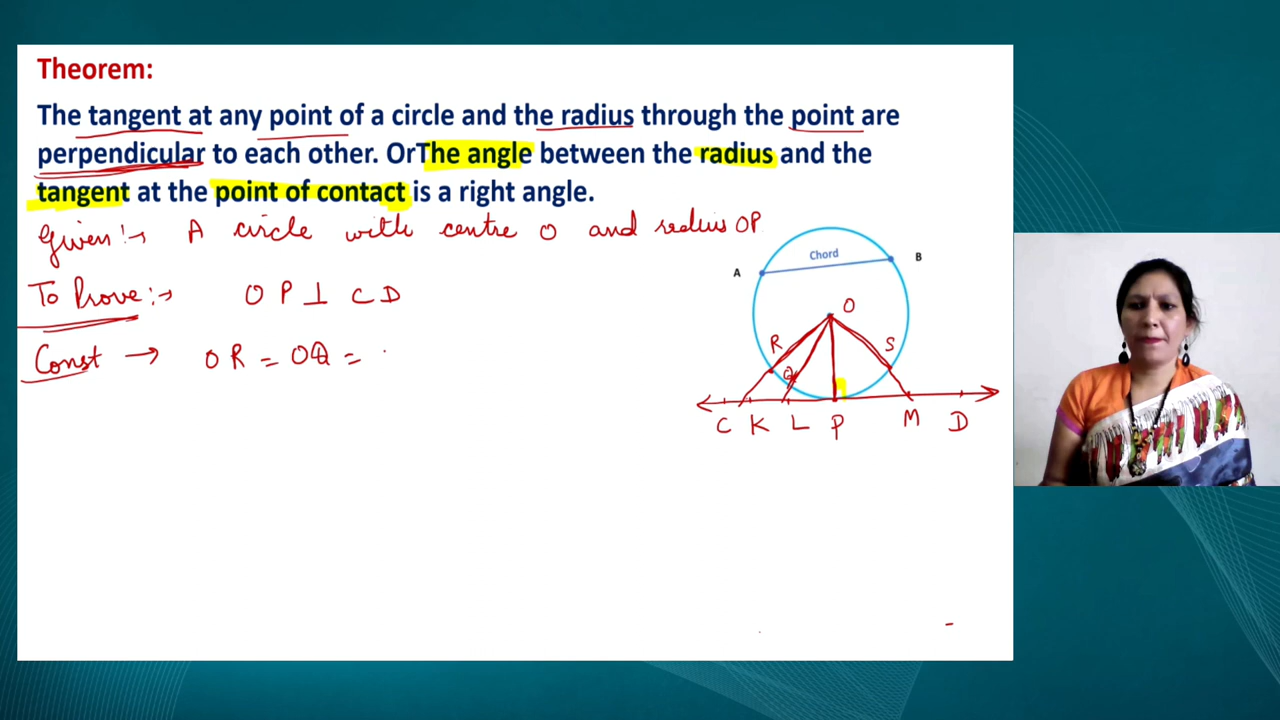 Theorem:
The tangent at any point of a circle and the radius through the point are
perpendicular to each other. OrThe angle between the radius and the
tangent at the point of contact is a right angle.
Given :→ A circle with centre O and radius OP
To Prove :→ OP ⊥ CD
Const → OR = OQ =
Chord
A
B
O
R
S
Q
C K L P M D